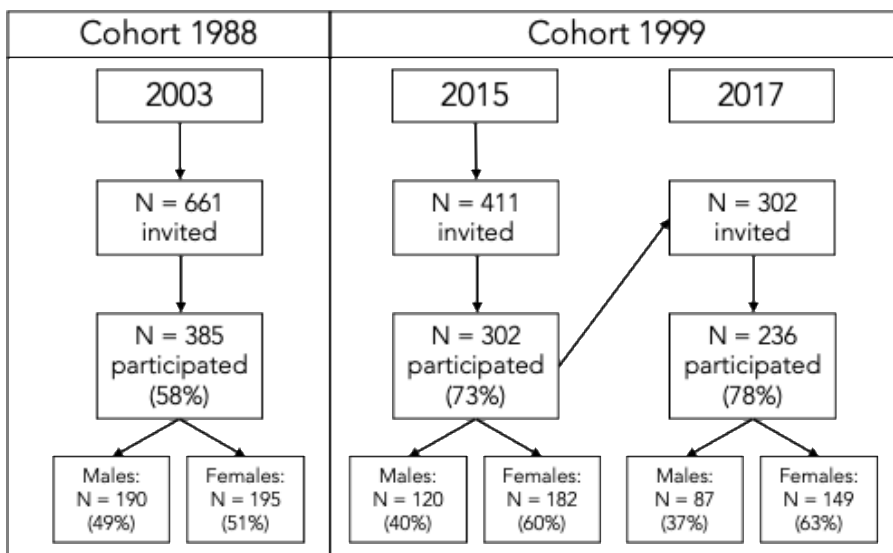 Cohort 1988
Cohort 1999
2003
2015
2017
N = 661
invited
N = 411
invited
N = 302
invited
N = 385
participated
(58%)
N = 302
participated
(73%)
N = 236
participated
(78%)
Males:
N = 190
(49%)
Females:
N = 195
(51%)
Males:
N = 120
(40%)
Females:
N = 182
(60%)
Males:
N = 87
(37%)
Females:
N = 149
(63%)